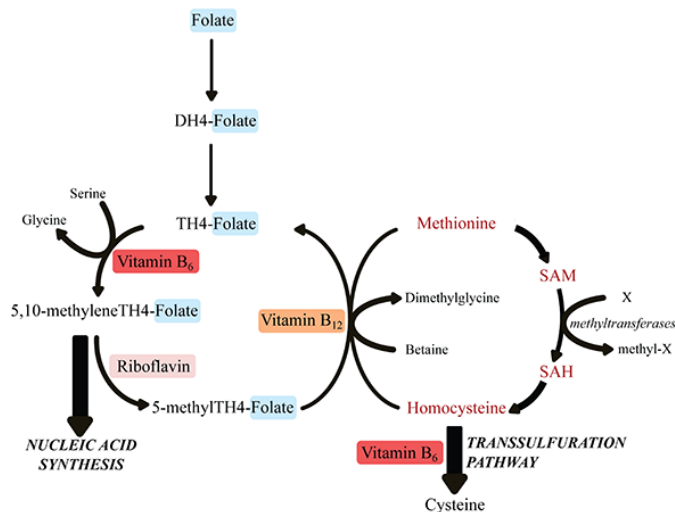 Folate
DH4-Folate
Serine
Glycine
TH4-Folate
Methionine
Vitamin B6
SAM
5,10-methyleneTH4-Folate
Dimethylglycine
X
Vitamin B12
methyltransferases
Betaine
methyl-X
Riboflavin
SAH
5-methylTH4-Folate
Homocysteine
NUCLEIC ACID
SYNTHESIS
Vitamin B6
TRANSSULFURATION
PATHWAY
Cysteine